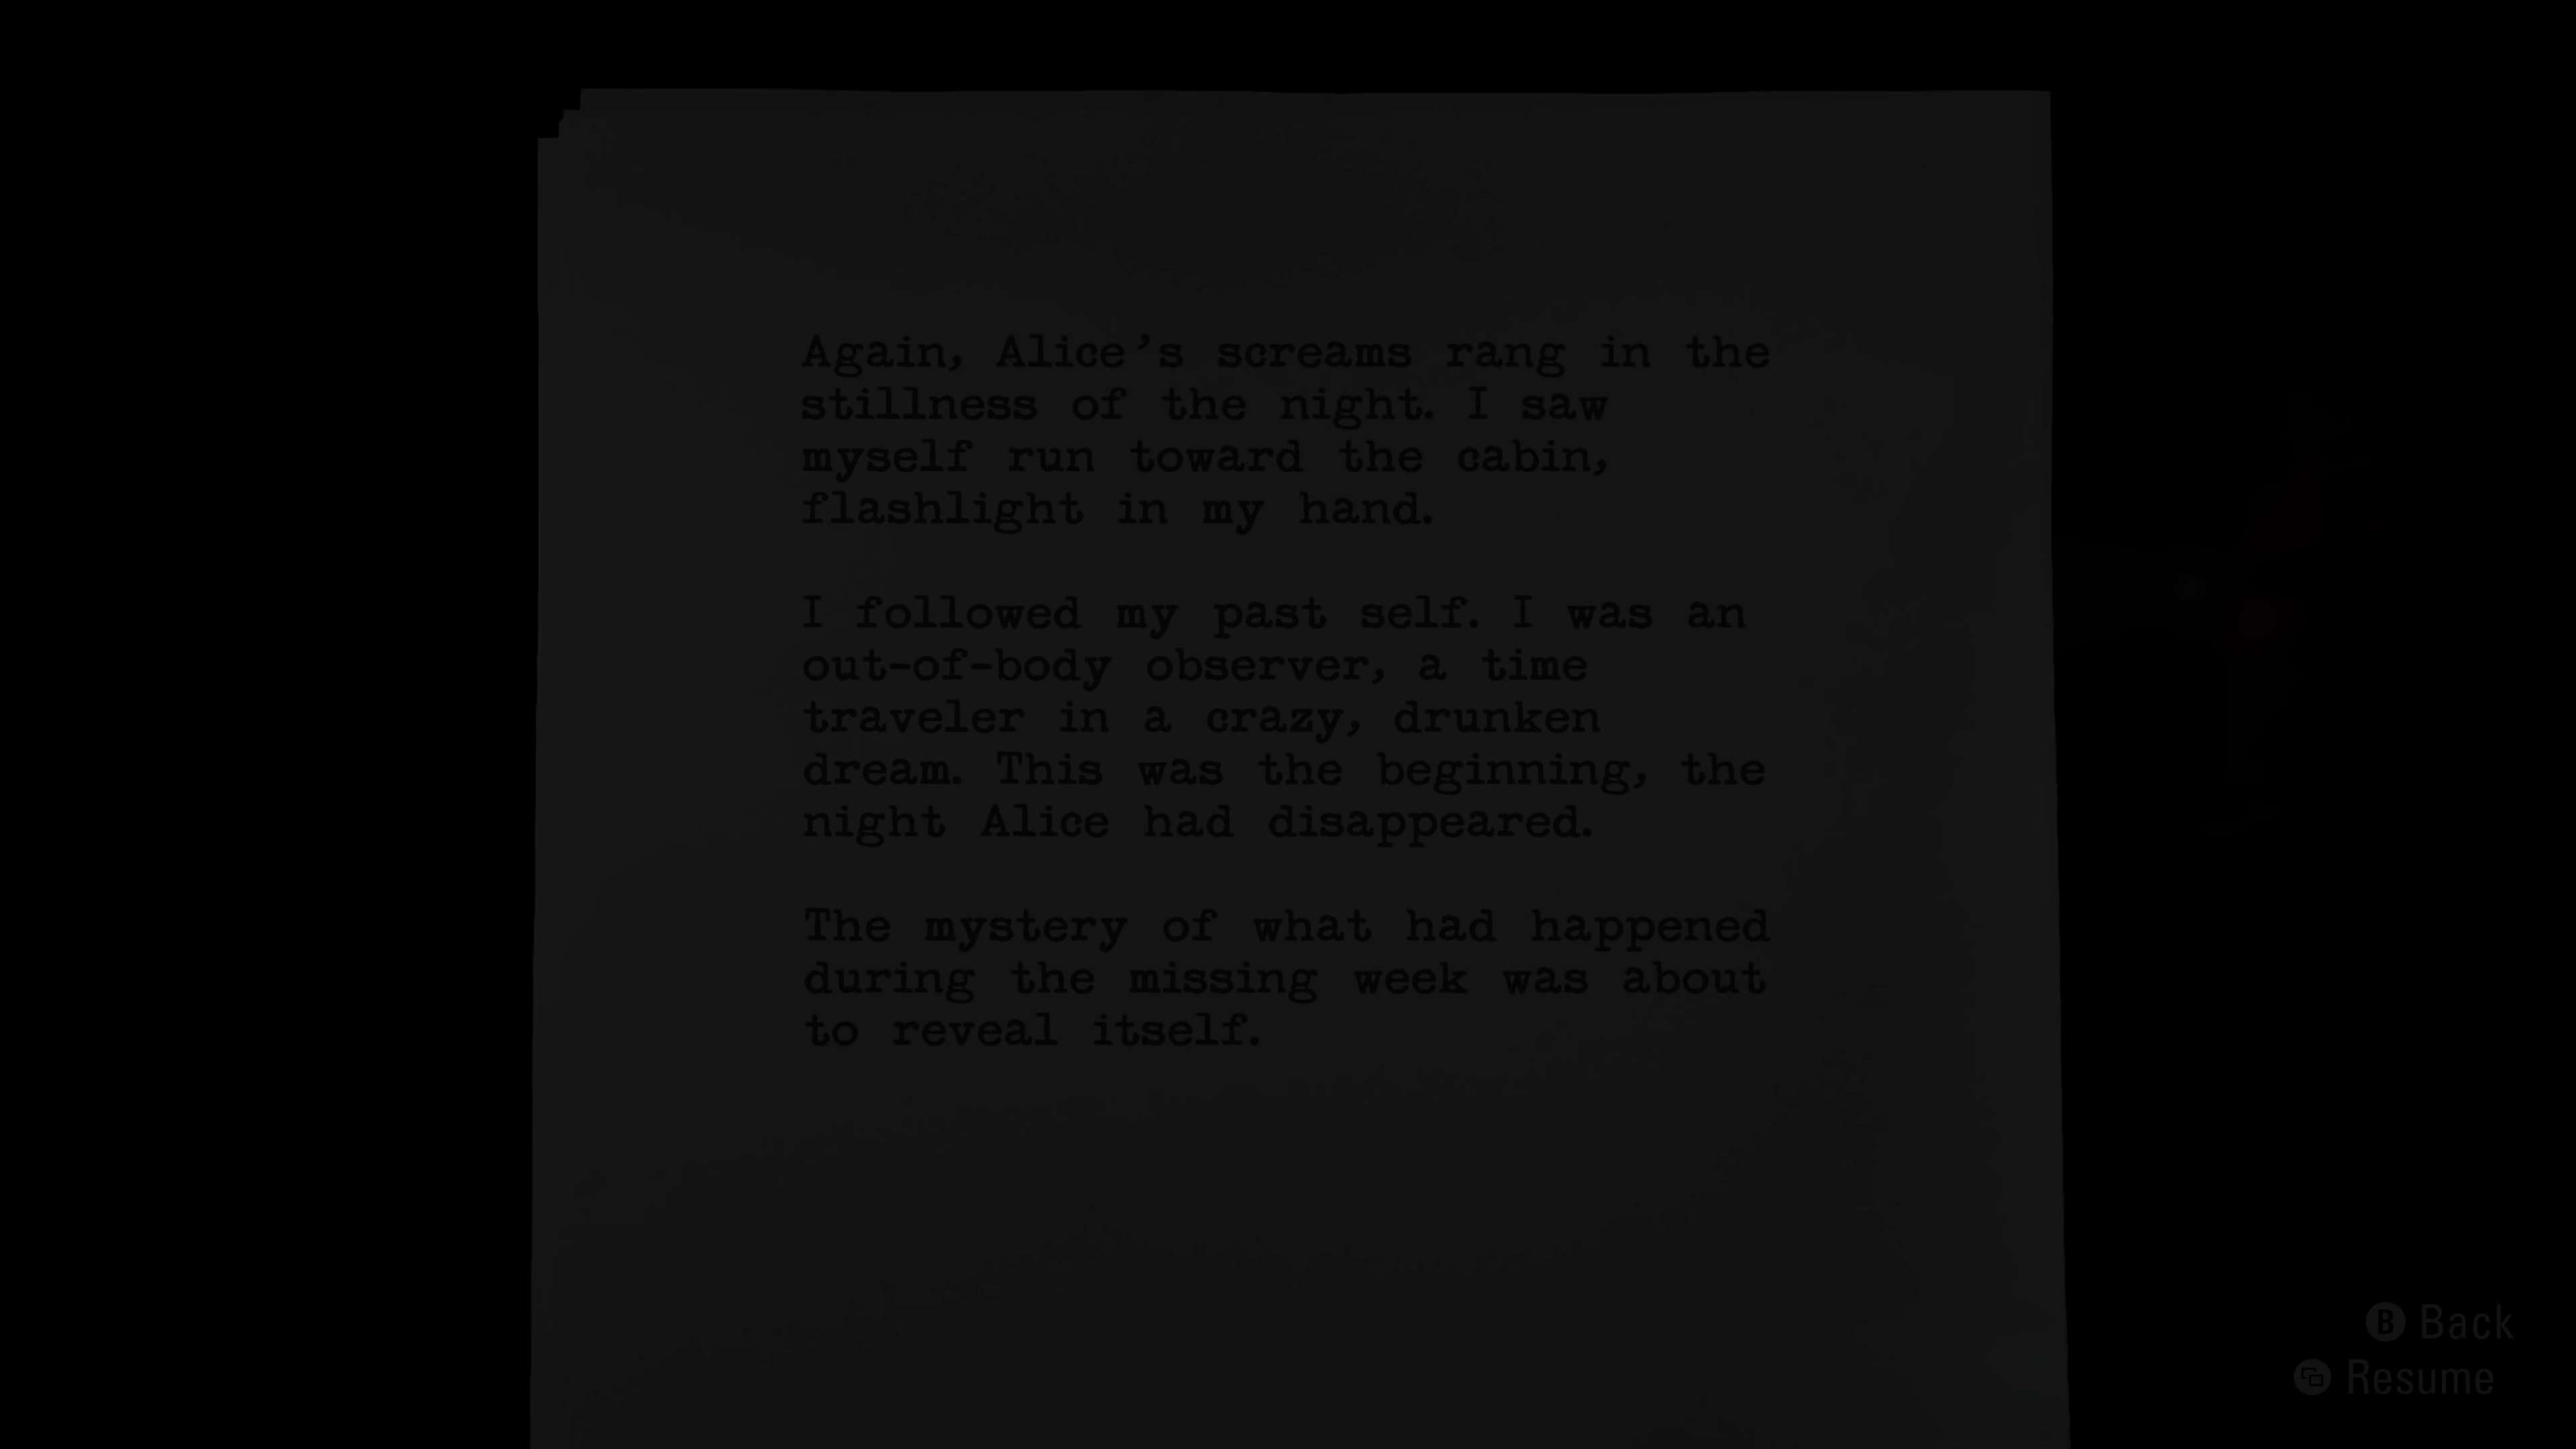 Again, Alice’s screams rang in the
stillness of the night. I saw
myself run toward the cabin,
flashlight in my hand.
I followed my past self. I was an
out-of-body observer, a time
traveler in a crazy, drunken
dream. This was the beginning, the
night Alice had disappeared.
The mystery of what had happened
during the missing week was about
to reveal itself.
B Back
Resume